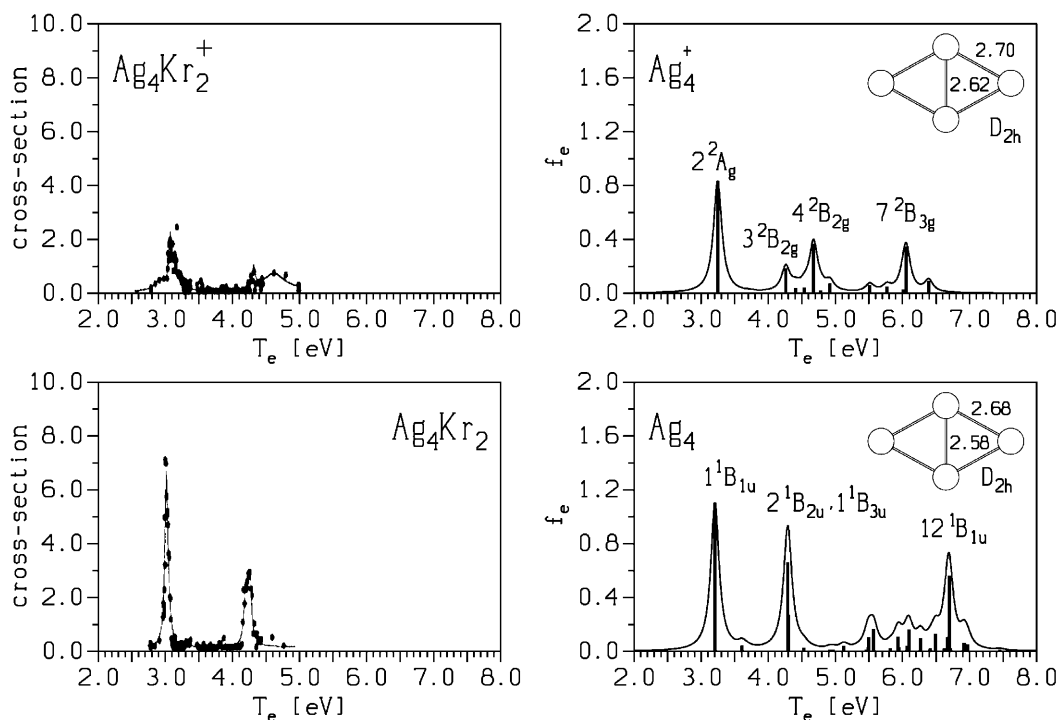 10.0
8.0
6.0
4.0
2.0
0.0
cross-section
Ag₄Kr₂⁺
2.0 3.0 4.0 5.0 6.0 7.0 8.0
Tₑ [eV]
2.0
1.6
1.2
0.8
0.4
0.0
fₑ
Ag₄⁺
2.70
2.62
D₂ₕ
2 ²A_g
3 ²B₂g
4 ²B₂g
7 ²B₃g
2.0 3.0 4.0 5.0 6.0 7.0 8.0
Tₑ [eV]
10.0
8.0
6.0
4.0
2.0
0.0
cross-section
Ag₄Kr₂
2.0 3.0 4.0 5.0 6.0 7.0 8.0
Tₑ [eV]
2.0
1.6
1.2
0.8
0.4
0.0
fₑ
Ag₄
2.68
2.58
D₂ₕ
1 ¹B₁ᵤ
2 ¹B₂ᵤ , 1 ¹B₃ᵤ
12 ¹B₁ᵤ
2.0 3.0 4.0 5.0 6.0 7.0 8.0
Tₑ [eV]